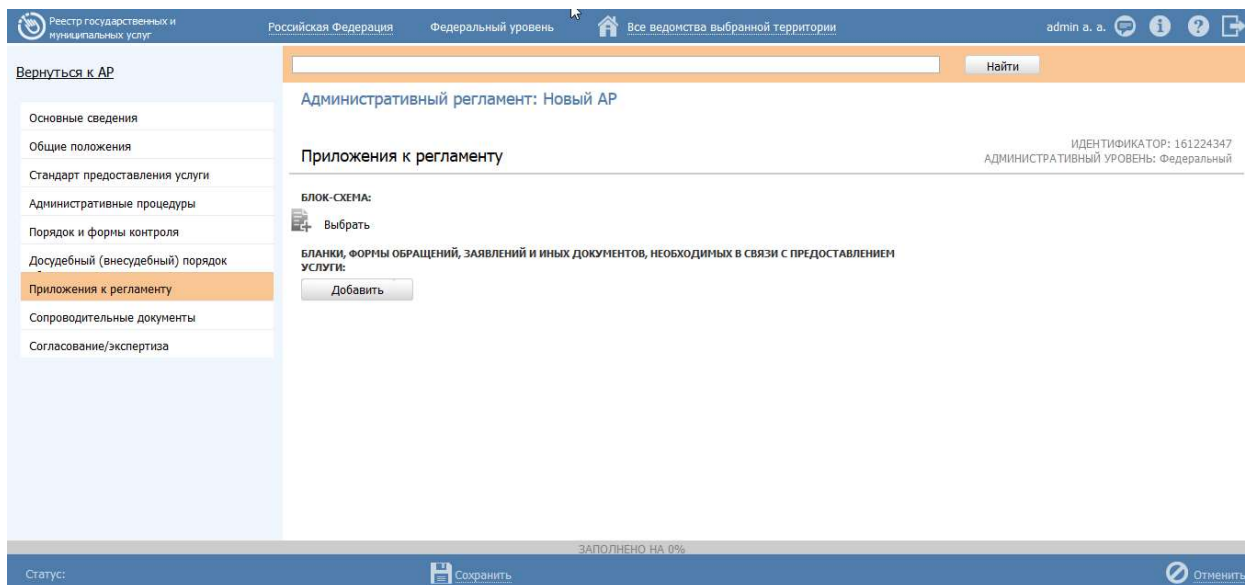 Реестр государственных и
муниципальных услуг
Российская Федерация
Федеральный уровень
Все ведомства выбранной территории
admin a. a.
Вернуться к АР
Найти
Основные сведения
Общие положения
Стандарт предоставления услуги
Административные процедуры
Порядок и формы контроля
Досудебный (внесудебный) порядок
Приложения к регламенту
Сопроводительные документы
Согласование/экспертиза
Административный регламент: Новый АР
Приложения к регламенту
ИДЕНТИФИКАТОР: 161224347
АДМИНИСТРАТИВНЫЙ УРОВЕНЬ: Федеральный
БЛОК-СХЕМА:
Выбрать
БЛАНКИ, ФОРМЫ ОБРАЩЕНИЙ, ЗАЯВЛЕНИЙ И ИНЫХ ДОКУМЕНТОВ, НЕОБХОДИМЫХ В СВЯЗИ С ПРЕДОСТАВЛЕНИЕМ
УСЛУГИ:
Добавить
ЗАПОЛНЕНО НА 0%
Статус:
Сохранить
Отменить